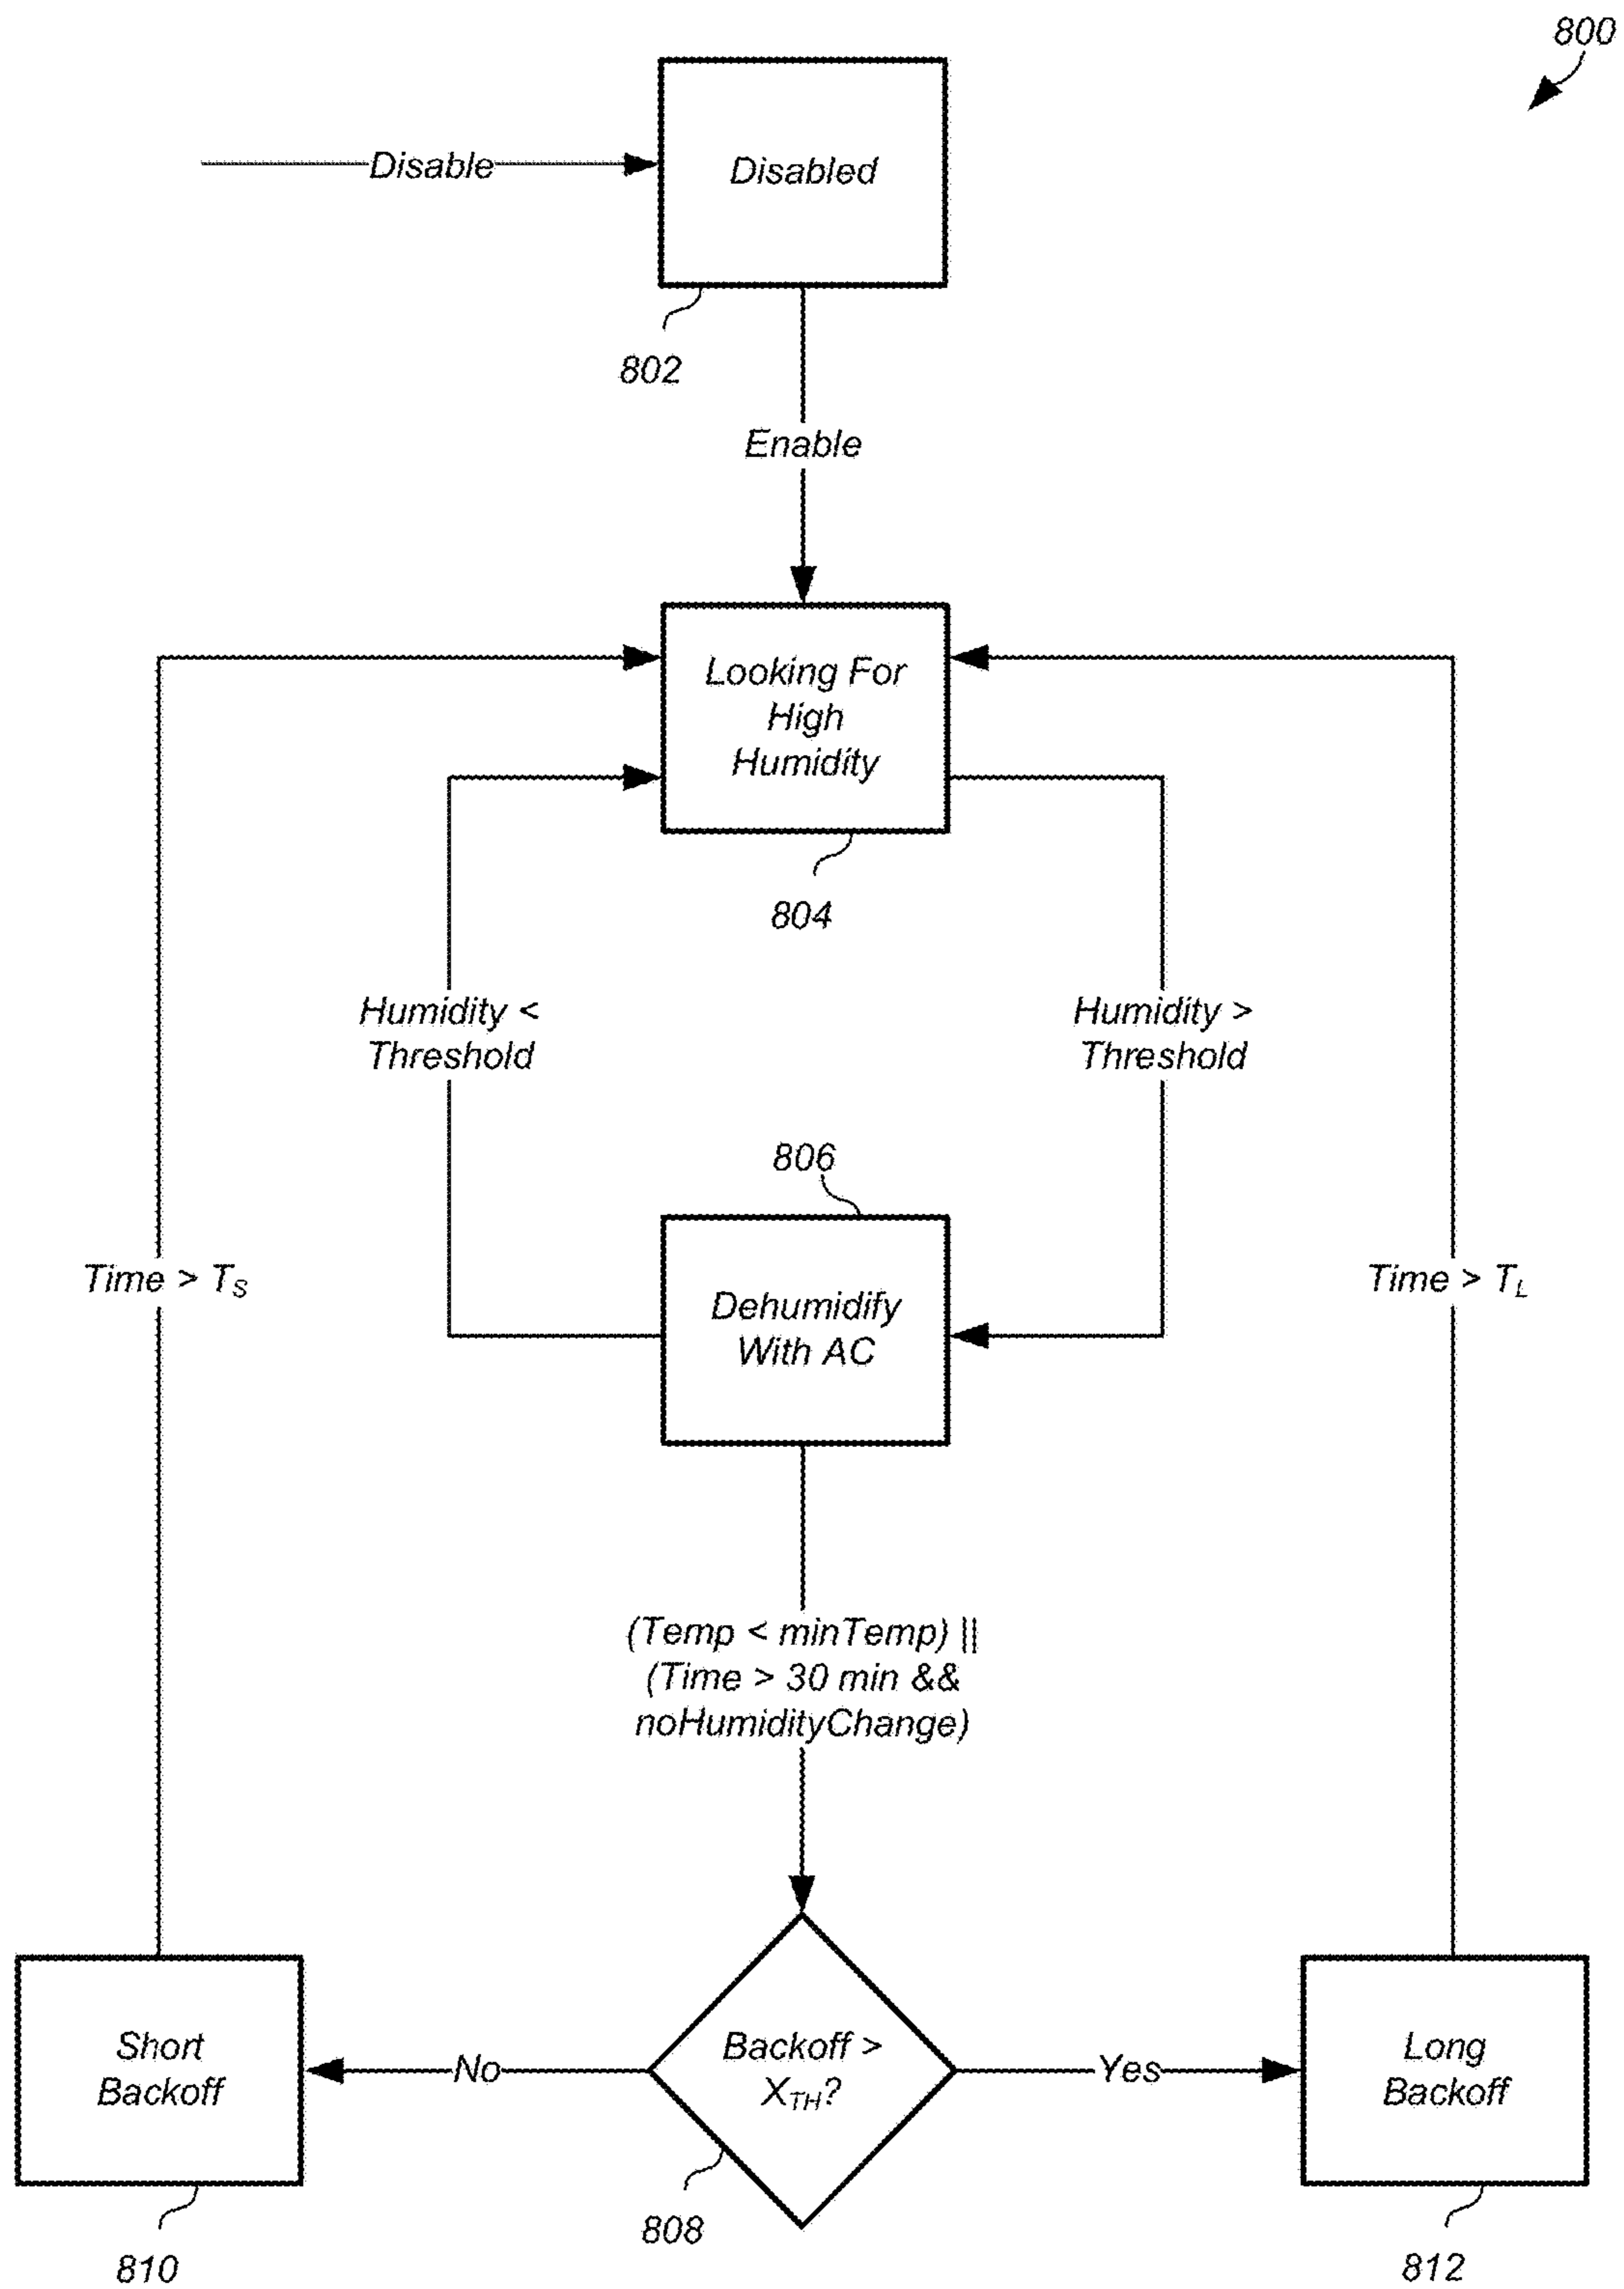 800
Disable
Disabled
802
Enable
Looking For
High
Humidity
804
Humidity <
Threshold
Humidity >
Threshold
806
Time > TS
Dehumidify
With AC
Time > TL
(Temp < minTemp) ||
(Time > 30 min &&
noHumidityChange)
Short
Backoff
No
Backoff >
XTH?
Yes
Long
Backoff
808
810
812